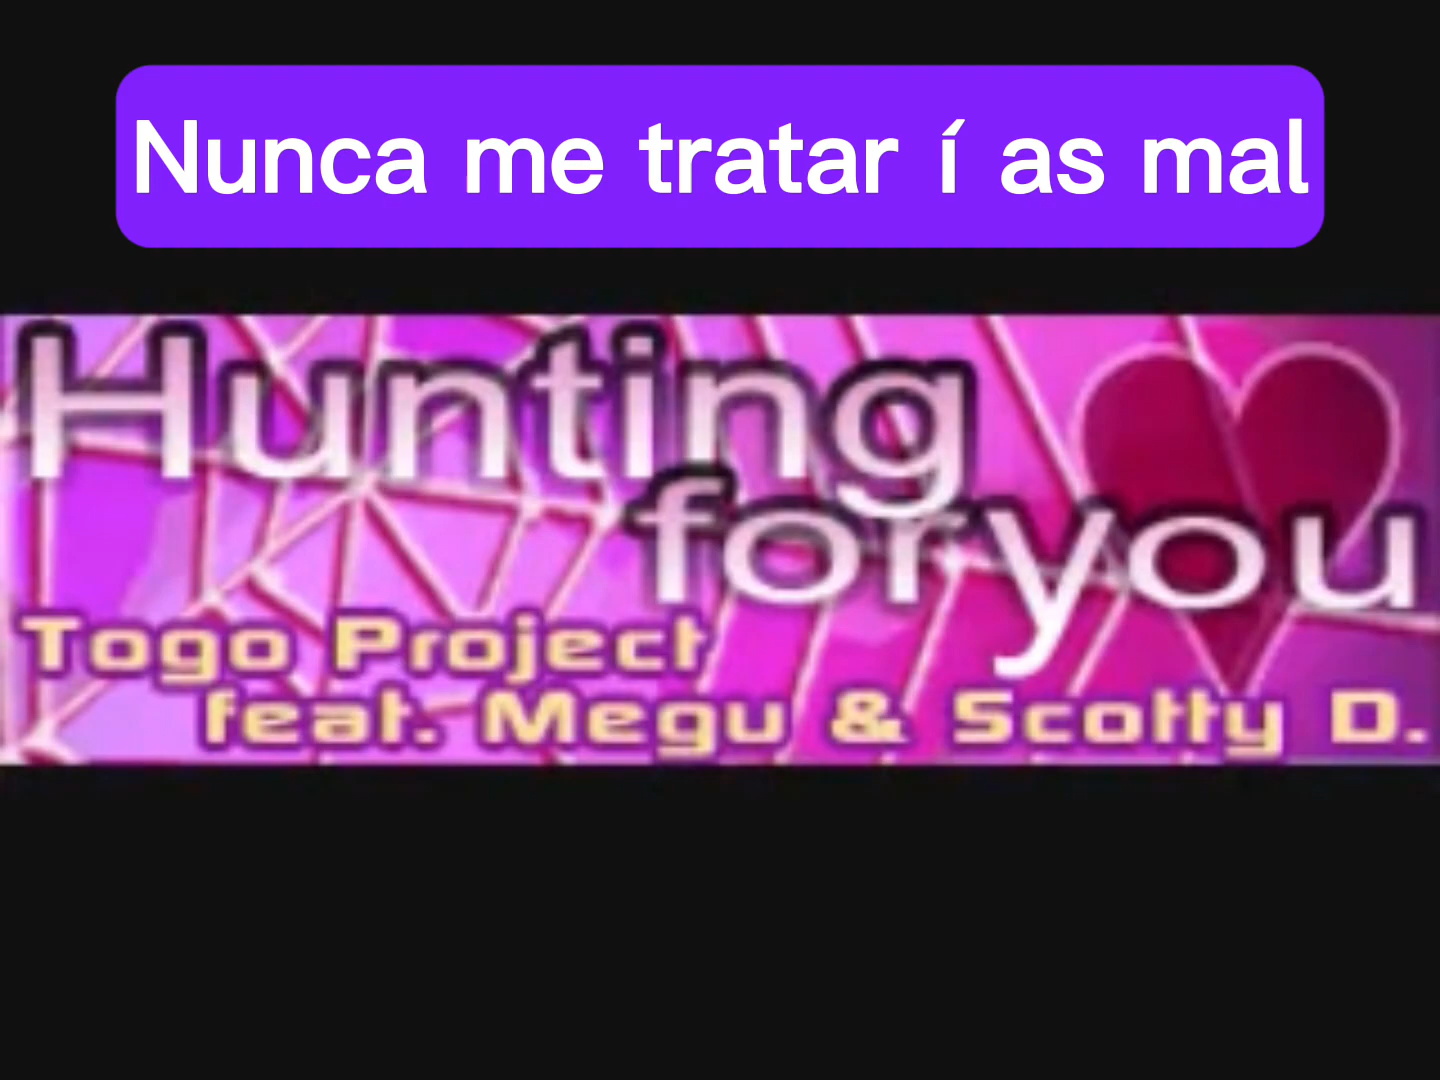 Nunca me tratar í as mal
Hunting
for you
Togo Project
feat. Megu & Scotty D.